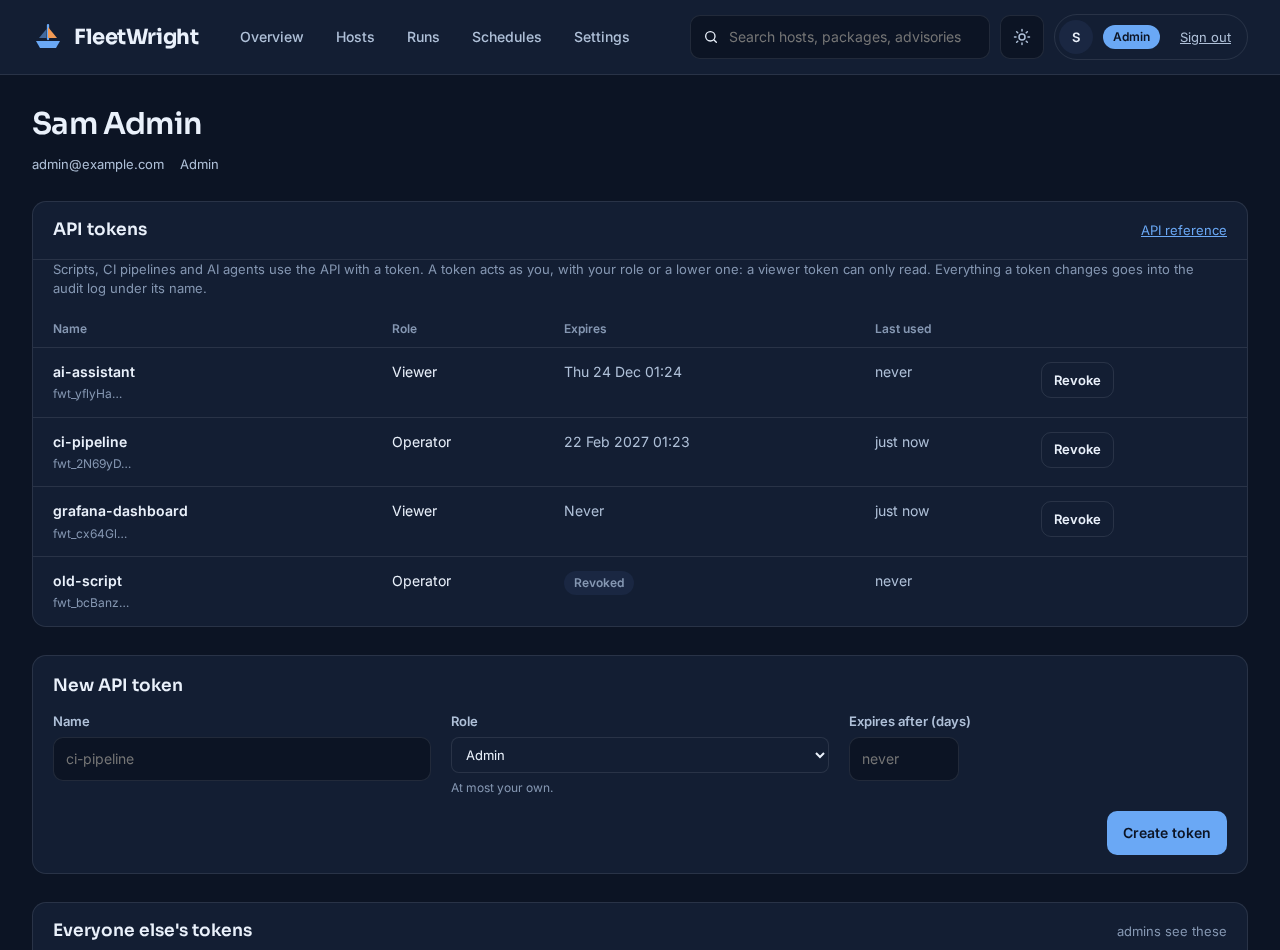 FleetWright
Overview
Hosts
Runs
Schedules
Settings
Search hosts, packages, advisories
S
Admin
Sign out
Sam Admin
admin@example.com Admin
API tokens
API reference
Scripts, CI pipelines and AI agents use the API with a token. A token acts as you, with your role or a lower one: a viewer token can only read. Everything a token changes goes into the
audit log under its name.
Name Role Expires Last used
ai-assistant Viewer Thu 24 Dec 01:24 never Revoke
fwt_yflyHa…
ci-pipeline Operator 22 Feb 2027 01:23 just now Revoke
fwt_2N69yD…
grafana-dashboard Viewer Never just now Revoke
fwt_cx64Gl…
old-script Operator Revoked never
fwt_bcBanz…
New API token
Name Role Expires after (days)
ci-pipeline Admin never
At most your own.
Create token
Everyone else's tokens
admins see these